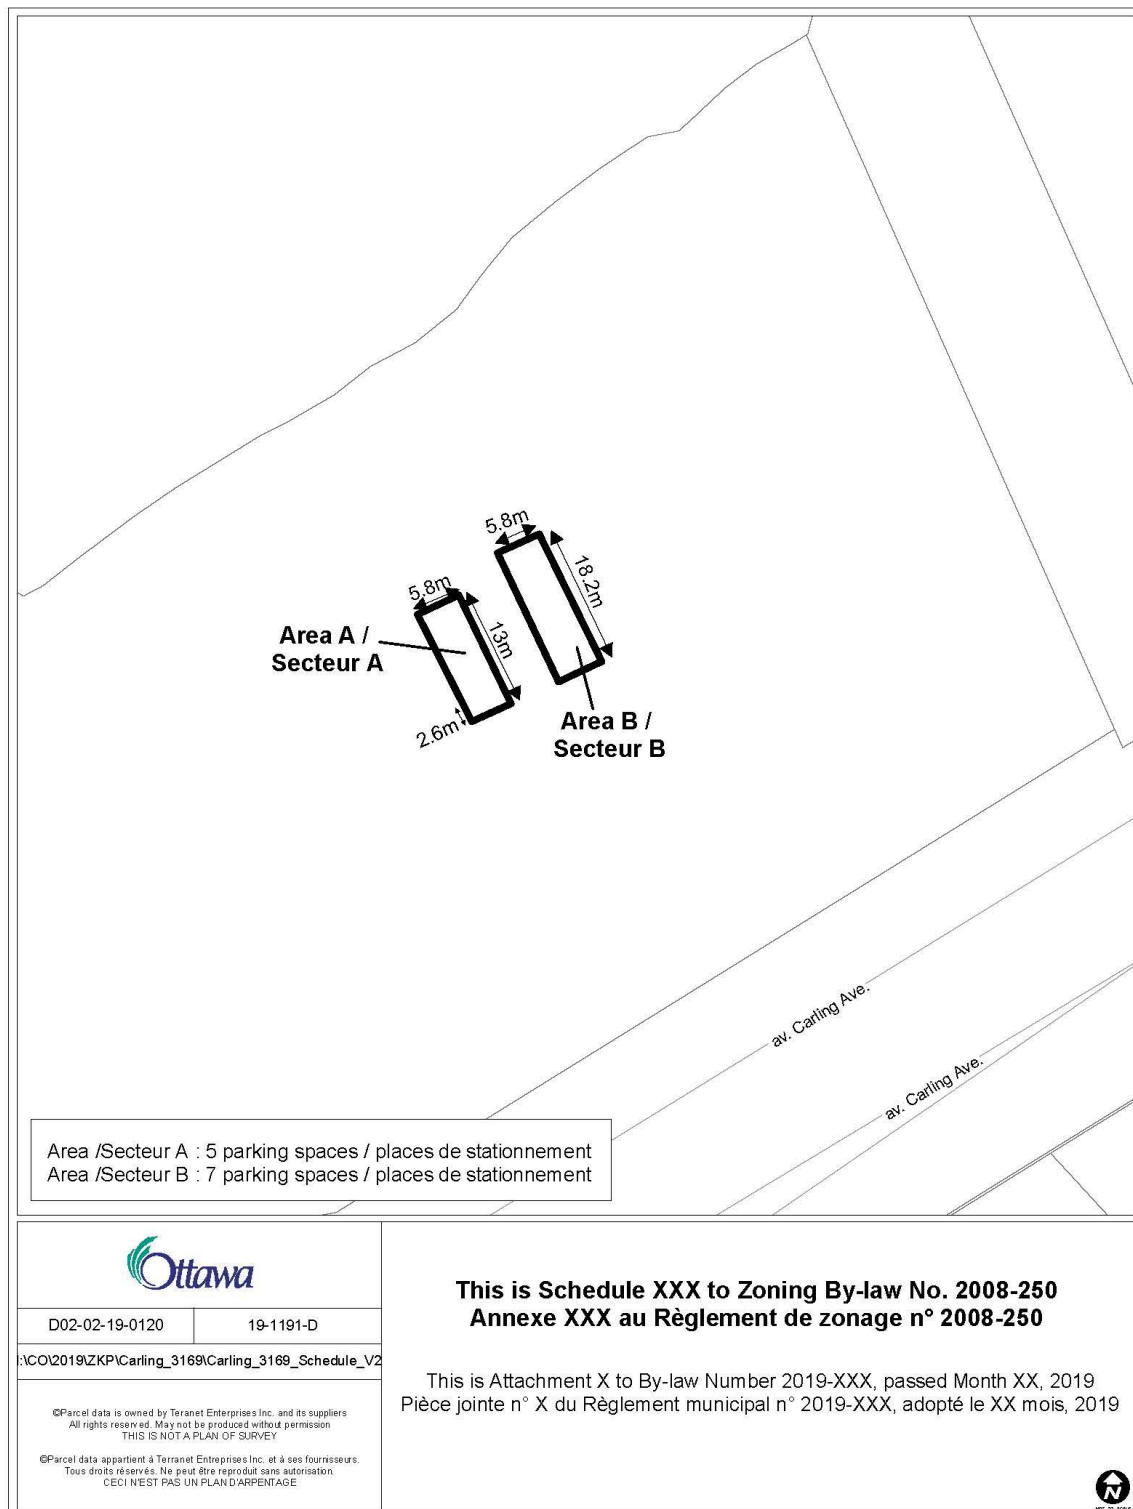 5.8m
18.2m
5.8m
13m
Area A /
Secteur A
2.6m
Area B /
Secteur B
av. Carling Ave.
av. Carling Ave.
Area /Secteur A : 5 parking spaces / places de stationnement
Area /Secteur B : 7 parking spaces / places de stationnement
Ottawa
D02-02-19-0120 19-1191-D
I:\CO\2019\ZKP\Carling_3169\Carling_3169_Schedule_V2
©Parcel data is owned by Teranet Enterprises Inc. and its suppliers
All rights reserved. May not be produced without permission
THIS IS NOT A PLAN OF SURVEY
©Parcel data appartient à Teranet Entreprises Inc. et à ses fournisseurs.
Tous droits réservés. Ne peut être reproduit sans autorisation.
CECI N'EST PAS UN PLAN D'ARPENTAGE
This is Schedule XXX to Zoning By-law No. 2008-250
Annexe XXX au Règlement de zonage n° 2008-250
This is Attachment X to By-law Number 2019-XXX, passed Month XX, 2019
Pièce jointe n° X du Règlement municipal n° 2019-XXX, adopté le XX mois, 2019
N